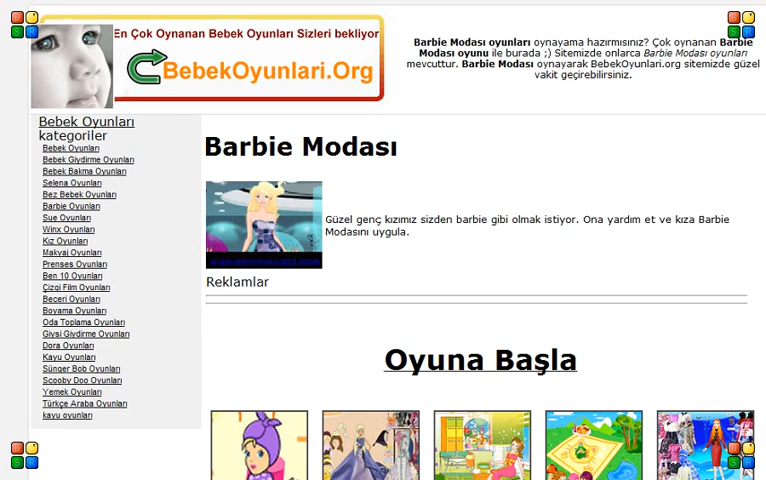 En Çok Oynanan Bebek Oyunları Sizleri bekliyor
BebekOyunlari.Org
Barbie Modası oyunları oynayama hazırmısınız? Çok oynanan Barbie
Modası oyunu ile burada ;) Sitemizde onlarca Barbie Modası oyunları
mevcuttur. Barbie Modası oynayarak BebekOyunlari.org sitemizde güzel
vakit geçirebilirsiniz.
Bebek Oyunları
kategoriler
Bebek Oyunları
Bebek Giydirme Oyunları
Bebek Bakma Oyunları
Selena Oyunları
Bez Bebek Oyunları
Barbie Oyunları
Sue Oyunları
Winx Oyunları
Kız Oyunları
Makyaj Oyunları
Prenses Oyunları
Ben 10 Oyunları
Çizgi Film Oyunları
Beceri Oyunları
Boyama Oyunları
Oda Toplama Oyunları
Giysi Giydirme Oyunları
Dora Oyunları
Kayu Oyunları
Sünger Bob Oyunları
Scooby Doo Oyunları
Yemek Oyunları
Türkçe Araba Oyunları
kayu oyunları
Barbie Modası
Güzel genç kızımız sizden barbie gibi olmak istiyor. Ona yardım et ve kıza Barbie
Modasını uygula.
Reklamlar
Oyuna Başla